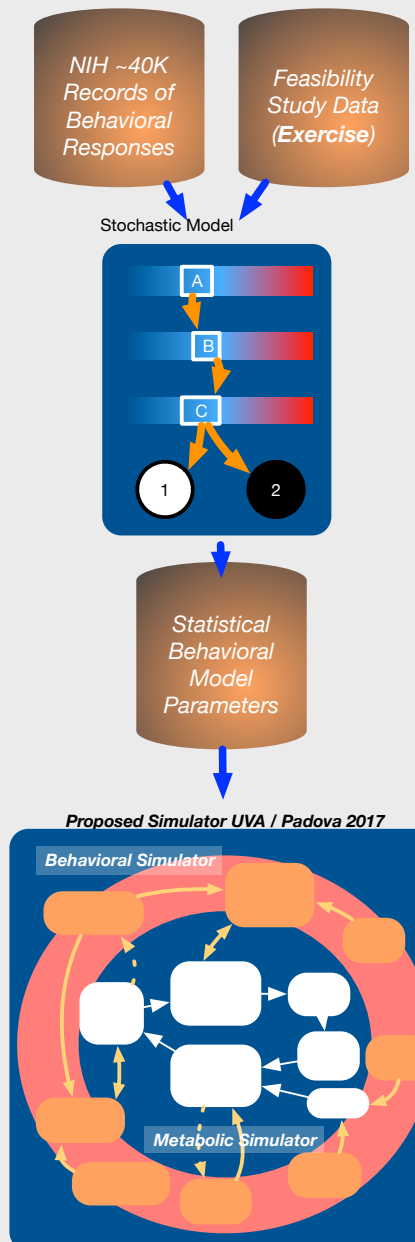 NIH ~40K
Records of
Behavioral
Responses
Feasibility
Study Data
(Exercise)
Stochastic Model
A
B
C
1
2
Statistical
Behavioral
Model
Parameters
Proposed Simulator UVA / Padova 2017
Behavioral Simulator
Metabolic Simulator